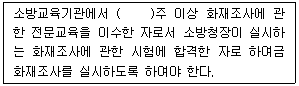 소방교육기관에서 (    )주 이상 화재조사에 관
한 전문교육을 이수한 자로서 소방청장이 실시하
는 화재조사에 관한 시험에 합격한 자로 하여금
화재조사를 실시하도록 하여야 한다.